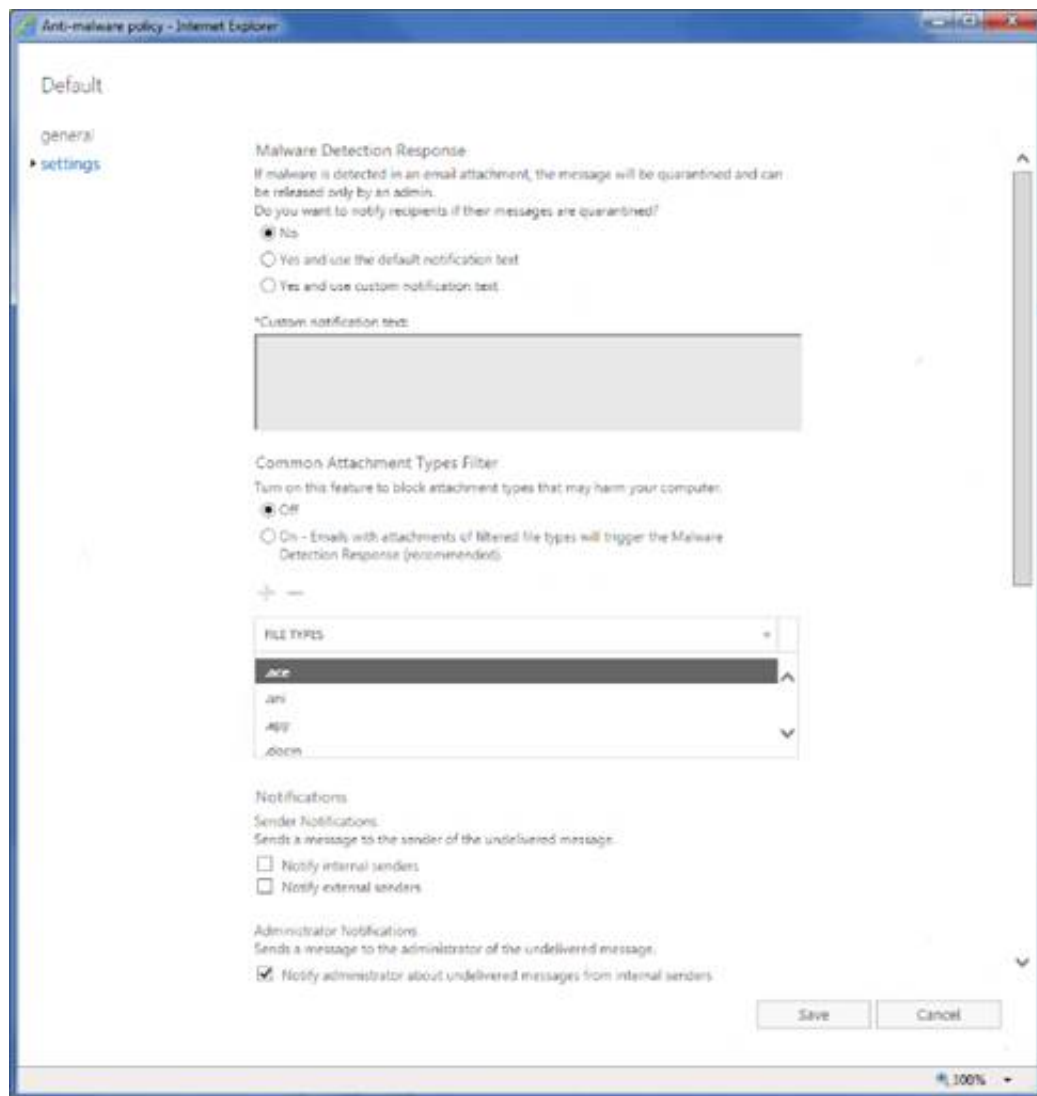 Anti-malware policy - Internet Explorer
Default
general
settings
Malware Detection Response
If malware is detected in an email attachment, the message will be quarantined and can
be released only by an admin.
Do you want to notify recipients if their messages are quarantined?
No
Yes and use the default notification text
Yes and use custom notification text
*Custom notification text:
Common Attachment Types Filter
Turn on this feature to block attachment types that may harm your computer.
Off
On - Emails with attachments of filtered file types will trigger the Malware
Detection Response (recommended)
FILE TYPES
.ace
.ani
.app
.docm
Notifications
Sender Notifications
Sends a message to the sender of the undelivered message.
Notify internal senders
Notify external senders
Administrator Notifications
Sends a message to the administrator of the undelivered message.
Notify administrator about undelivered messages from internal senders
Save
Cancel
100%